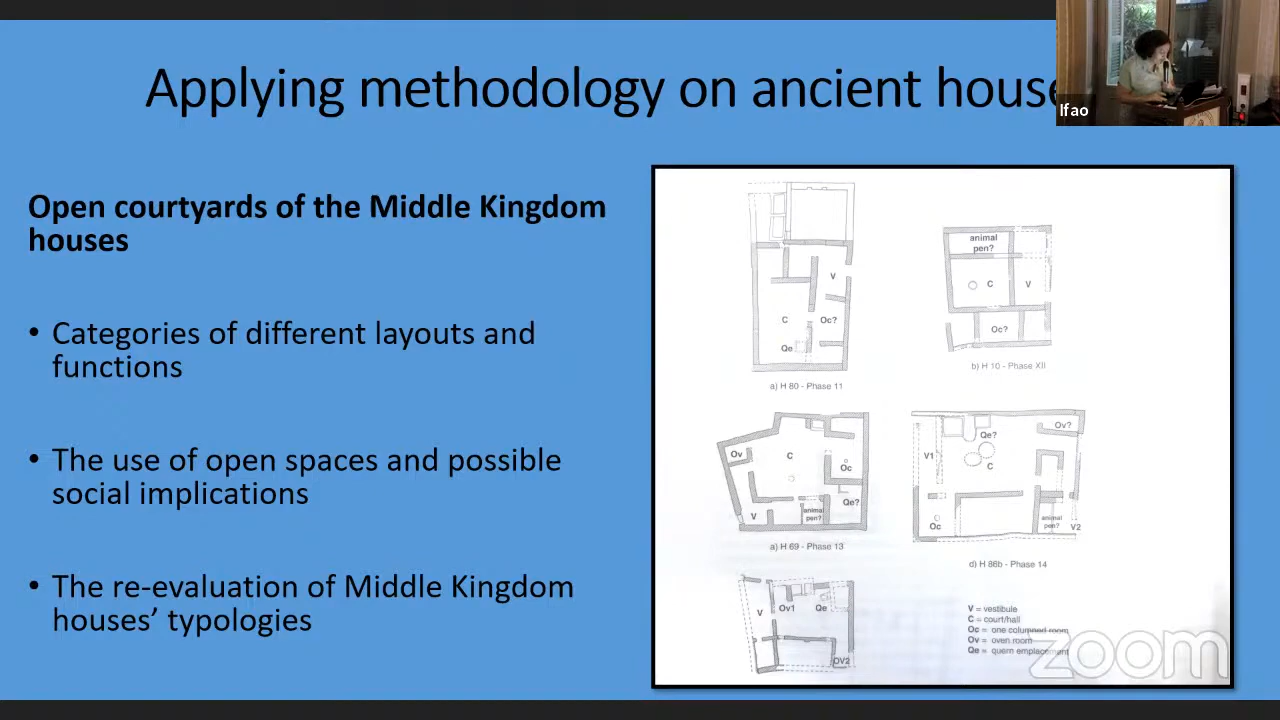 Applying methodology on ancient house
Ifao
Open courtyards of the Middle Kingdom
houses
• Categories of different layouts and
functions
• The use of open spaces and possible
social implications
• The re-evaluation of Middle Kingdom
houses’ typologies
V
C
Oc?
Qe
a) H 80 - Phase 11
animal
pen?
C
V
Oc?
b) H 10 - Phase XII
Ov
C
Oc
Qe?
V
animal
pen?
a) H 69 - Phase 13
Ov?
Qe?
V1
C
Oc
animal
pen?
V2
d) H 86b - Phase 14
V
Ov1
Qe
OV2
V = vestibule
C = court/hall
Oc = one columned room
Ov = oven room
Qe = quern emplacement
zoom